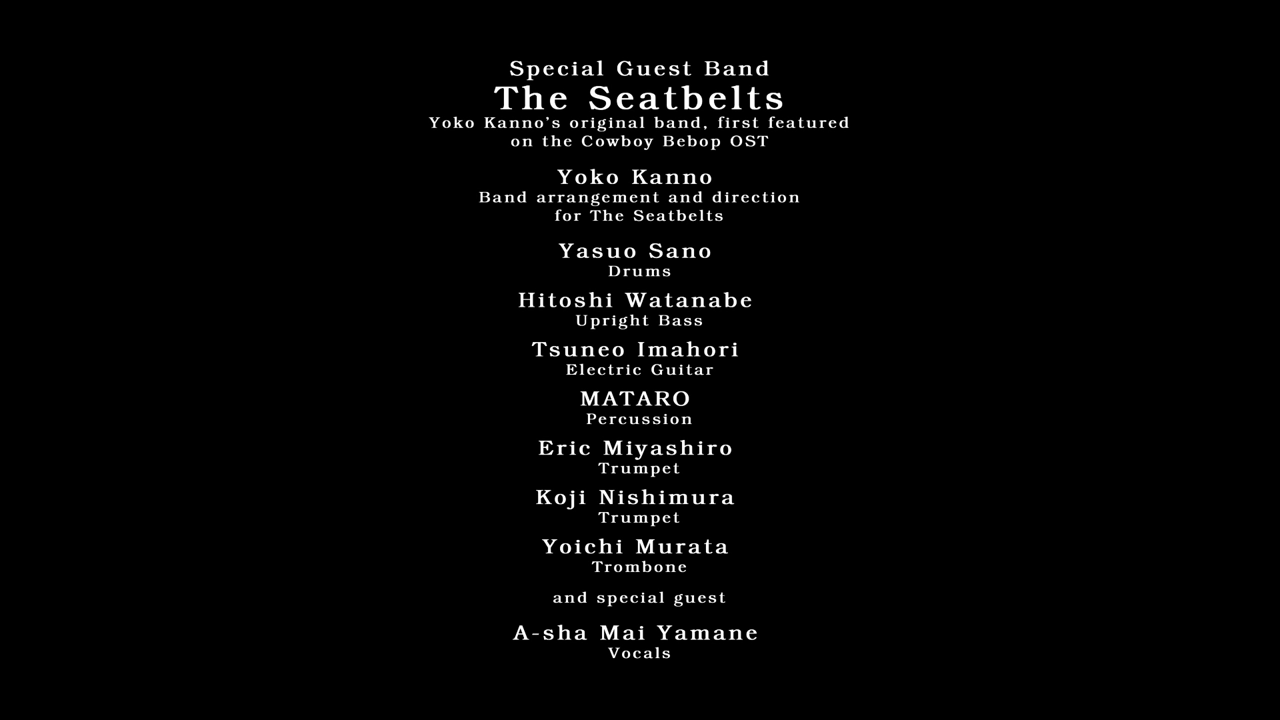 Special Guest Band
The Seatbelts
Yoko Kanno's original band, first featured
on the Cowboy Bebop OST
Yoko Kanno
Band arrangement and direction
for The Seatbelts
Yasuo Sano
Drums
Hitoshi Watanabe
Upright Bass
Tsuneo Imahori
Electric Guitar
MATARO
Percussion
Eric Miyashiro
Trumpet
Koji Nishimura
Trumpet
Yoichi Murata
Trombone
and special guest
A-sha Mai Yamane
Vocals